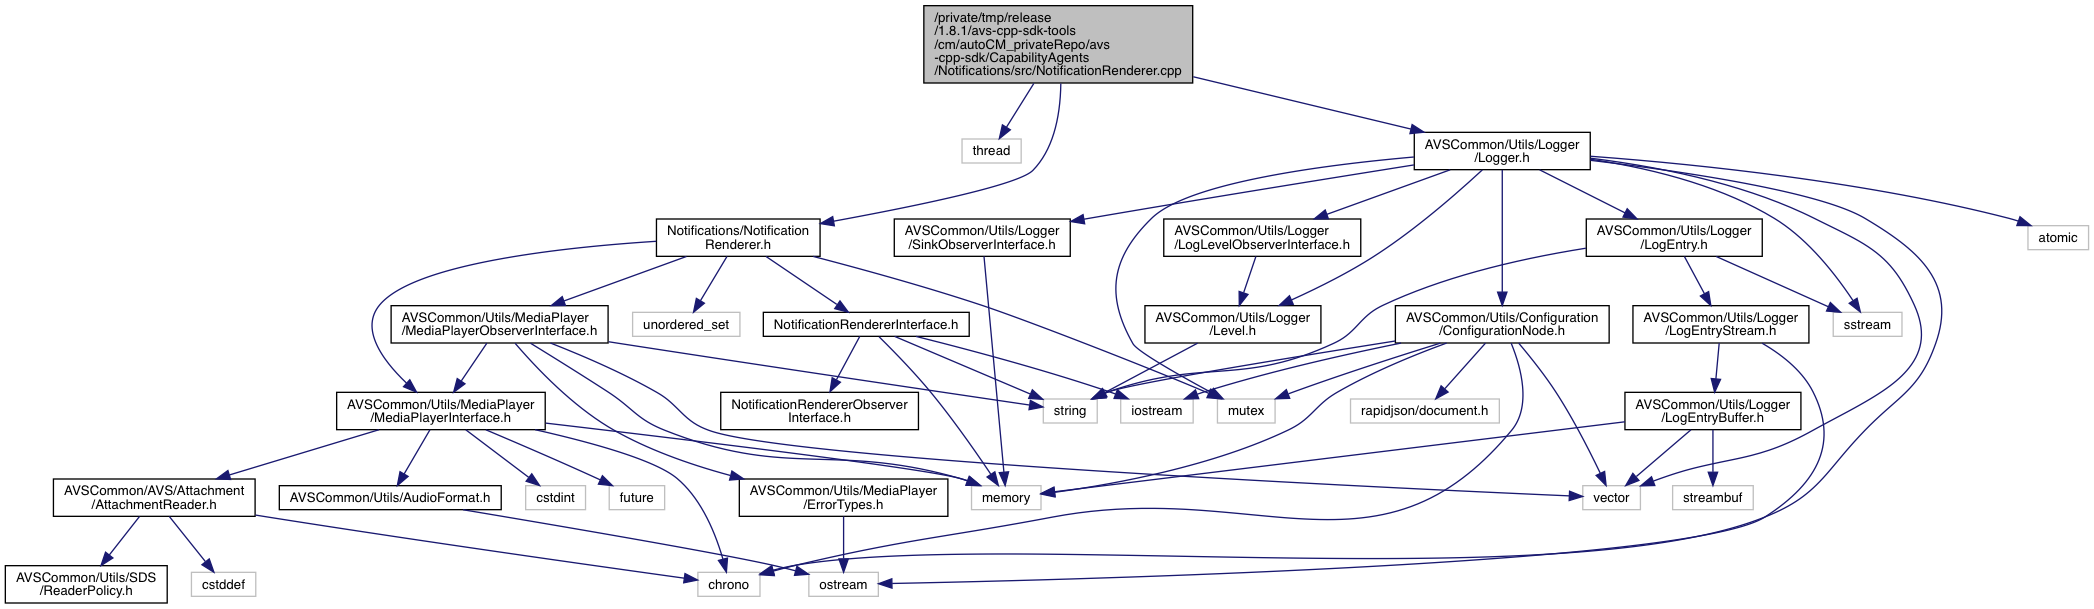 /private/tmp/release
/1.8.1/avs-cpp-sdk-tools
/cm/autoCM_privateRepo/avs
-cpp-sdk/CapabilityAgents
/Notifications/src/NotificationRenderer.cpp
thread
AVSCommon/Utils/Logger
/Logger.h
Notifications/Notification
Renderer.h
AVSCommon/Utils/Logger
/SinkObserverInterface.h
AVSCommon/Utils/Logger
/LogLevelObserverInterface.h
AVSCommon/Utils/Logger
/LogEntry.h
atomic
AVSCommon/Utils/MediaPlayer
/MediaPlayerObserverInterface.h
unordered_set
NotificationRendererInterface.h
AVSCommon/Utils/Logger
/Level.h
AVSCommon/Utils/Configuration
/ConfigurationNode.h
AVSCommon/Utils/Logger
/LogEntryStream.h
sstream
AVSCommon/Utils/MediaPlayer
/MediaPlayerInterface.h
NotificationRendererObserver
Interface.h
string
iostream
mutex
rapidjson/document.h
AVSCommon/Utils/Logger
/LogEntryBuffer.h
AVSCommon/AVS/Attachment
/AttachmentReader.h
AVSCommon/Utils/AudioFormat.h
cstdint
future
AVSCommon/Utils/MediaPlayer
/ErrorTypes.h
memory
vector
streambuf
AVSCommon/Utils/SDS
/ReaderPolicy.h
cstddef
chrono
ostream